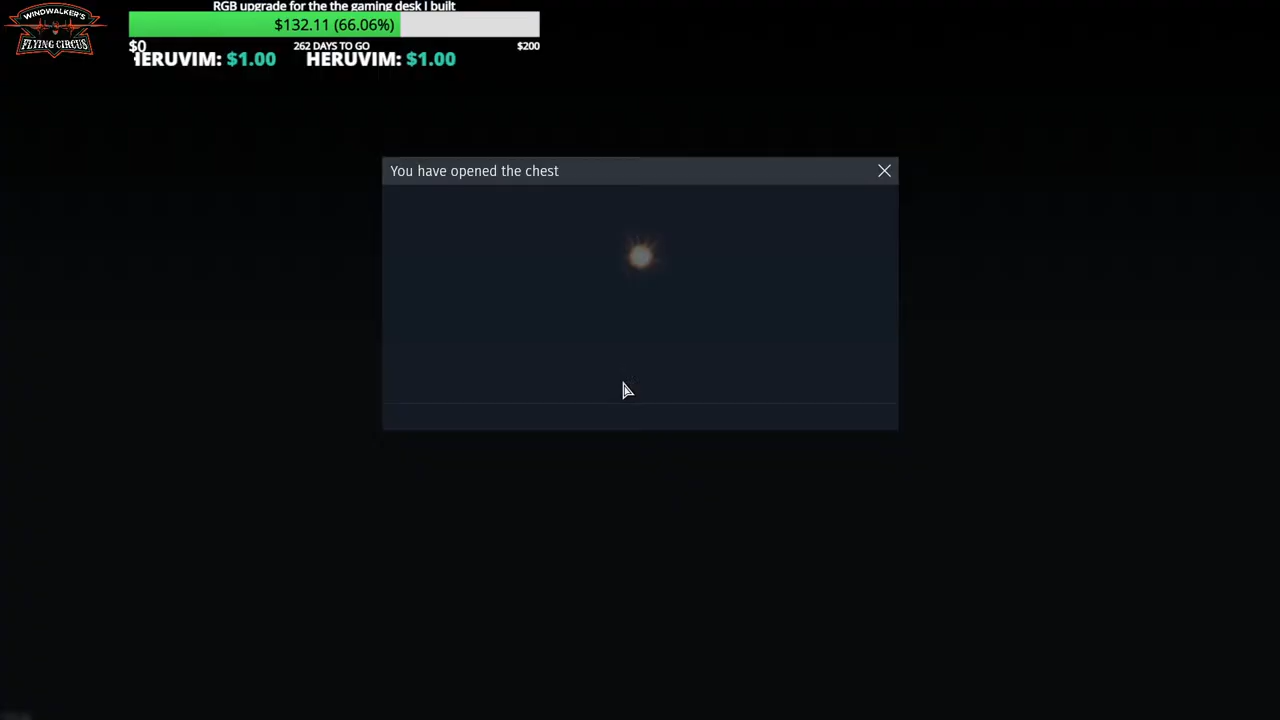 WINDWALKER'S
FLYING CIRCUS
RGB upgrade for the the gaming desk I built
$132.11 (66.06%)
$0
262 DAYS TO GO
$200
HERUVIM: $1.00
HERUVIM: $1.00
You have opened the chest